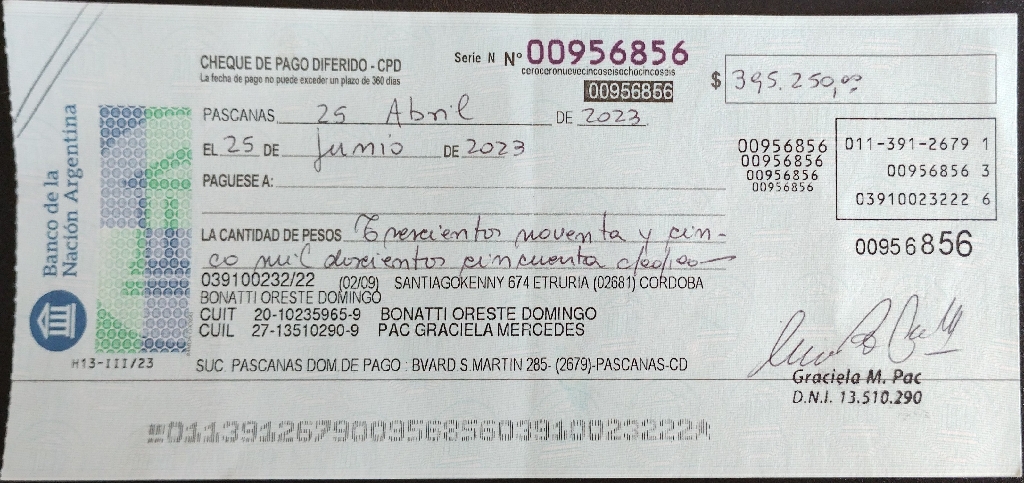 Banco de la
Nación Argentina
H13-III/23
CHEQUE DE PAGO DIFERIDO - CPD
La fecha de pago no puede exceder un plazo de 360 días
Serie N Nº 00956856
ceroceronuevecincoseisochocincoseis
00956856
$ 395.250,00
PASCANAS 25 Abril DE 2023
EL 25 DE Junio DE 2023
PAGUESE A:
00956856
00956856
00956856
00956856
011-391-2679 1
00956856 3
03910023222 6
00956856
LA CANTIDAD DE PESOS Trescientos noventa y cin-
co mil doscientos cincuenta c/00/00
039100232/22 (02/09) SANTIAGOKENNY 674 ETRURIA (02681) CORDOBA
BONATTI ORESTE DOMINGO
CUIT 20-10235965-9 BONATTI ORESTE DOMINGO
CUIL 27-13510290-9 PAC GRACIELA MERCEDES
SUC. PASCANAS DOM.DE PAGO : BVARD.S.MARTIN 285- (2679)-PASCANAS-CD
Graciela M. Pac
D.N.I. 13.510.290
01139126790095685603910023222